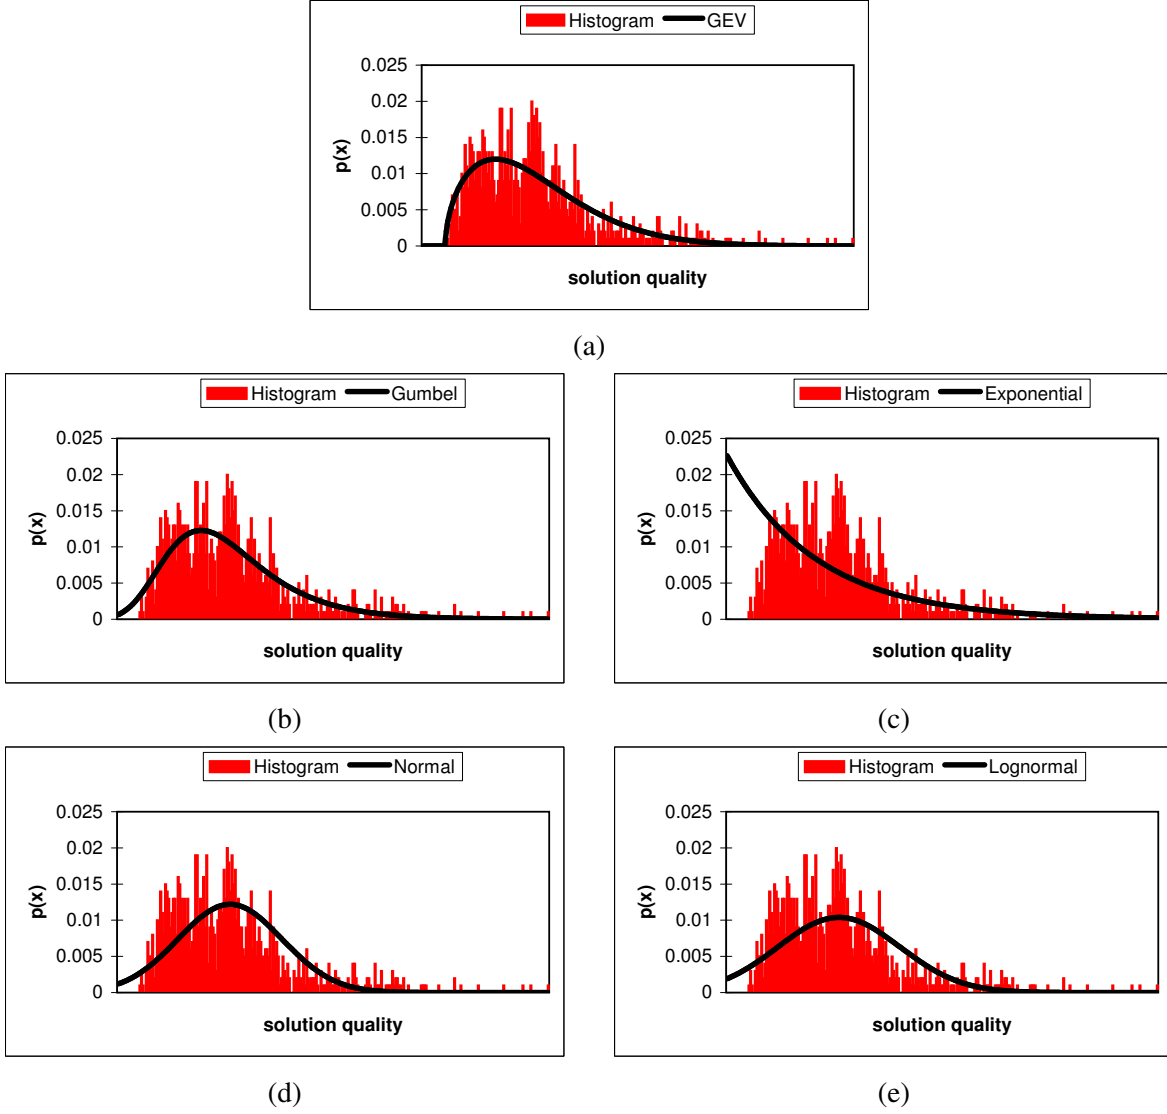 Histogram GEV
0.025
0.02
0.015
0.01
0.005
0
p(x)
solution quality
(a)
Histogram Gumbel
0.025
0.02
0.015
0.01
0.005
0
p(x)
solution quality
(b)
Histogram Exponential
0.025
0.02
0.015
0.01
0.005
0
p(x)
solution quality
(c)
Histogram Normal
0.025
0.02
0.015
0.01
0.005
0
p(x)
solution quality
(d)
Histogram Lognormal
0.025
0.02
0.015
0.01
0.005
0
p(x)
solution quality
(e)